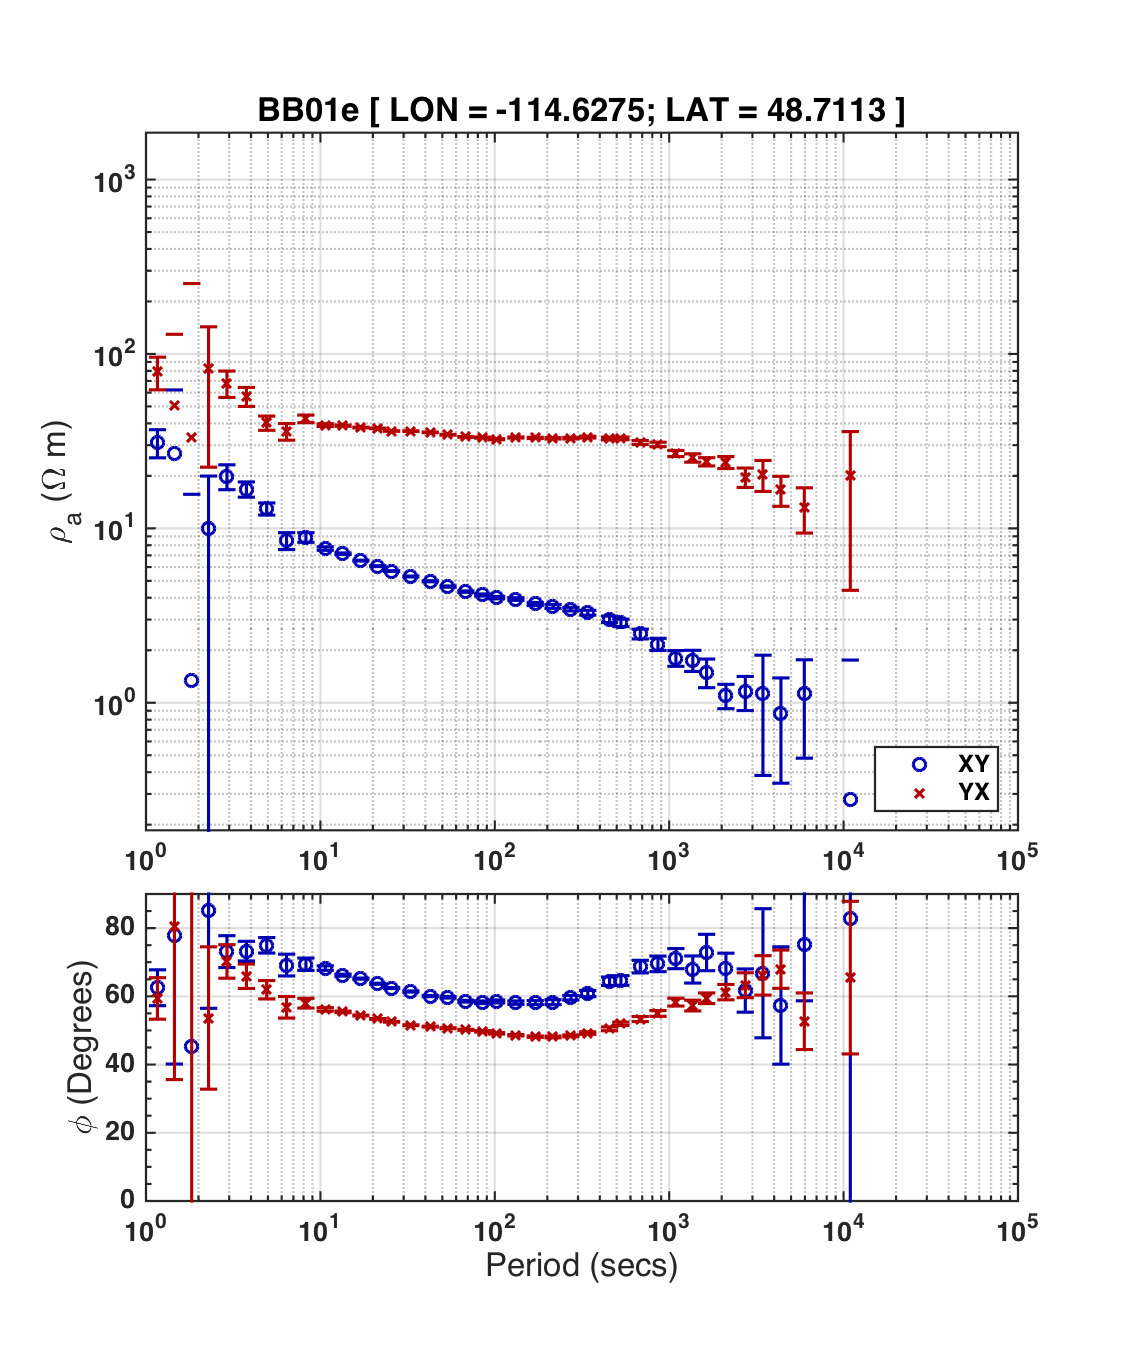 BB01e [ LON = -114.6275; LAT = 48.7113 ]
ρa (Ω m)
10³
10²
10¹
10⁰
XY
YX
10⁰ 10¹ 10² 10³ 10⁴ 10⁵
ϕ (Degrees)
80
60
40
20
0
10⁰ 10¹ 10² 10³ 10⁴ 10⁵
Period (secs)